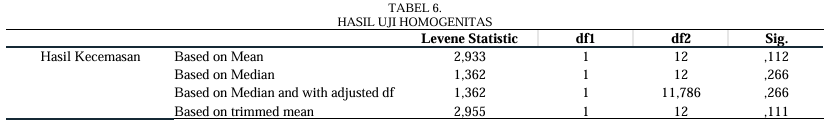 TABEL 6.
HASIL UJI HOMOGENITAS
Levene Statistic df1 df2 Sig.
Hasil Kecemasan Based on Mean 2,933 1 12 ,112
Based on Median 1,362 1 12 ,266
Based on Median and with adjusted df 1,362 1 11,786 ,266
Based on trimmed mean 2,955 1 12 ,111